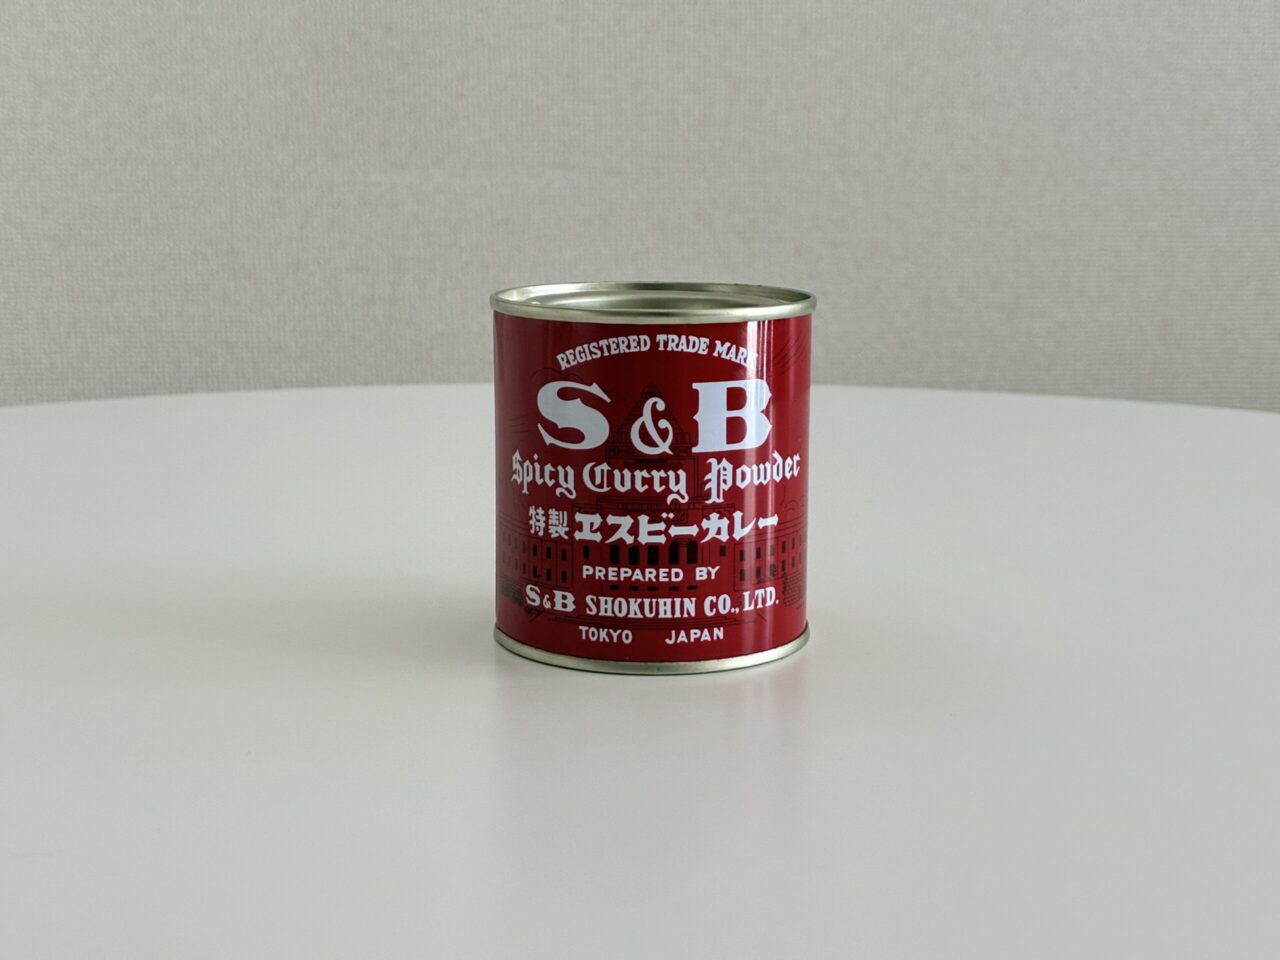 REGISTERED TRADE MARK
S & B
Spicy Curry Powder
特製ヱスビーカレー
PREPARED BY
S&B SHOKUHIN CO., LTD.
TOKYO JAPAN